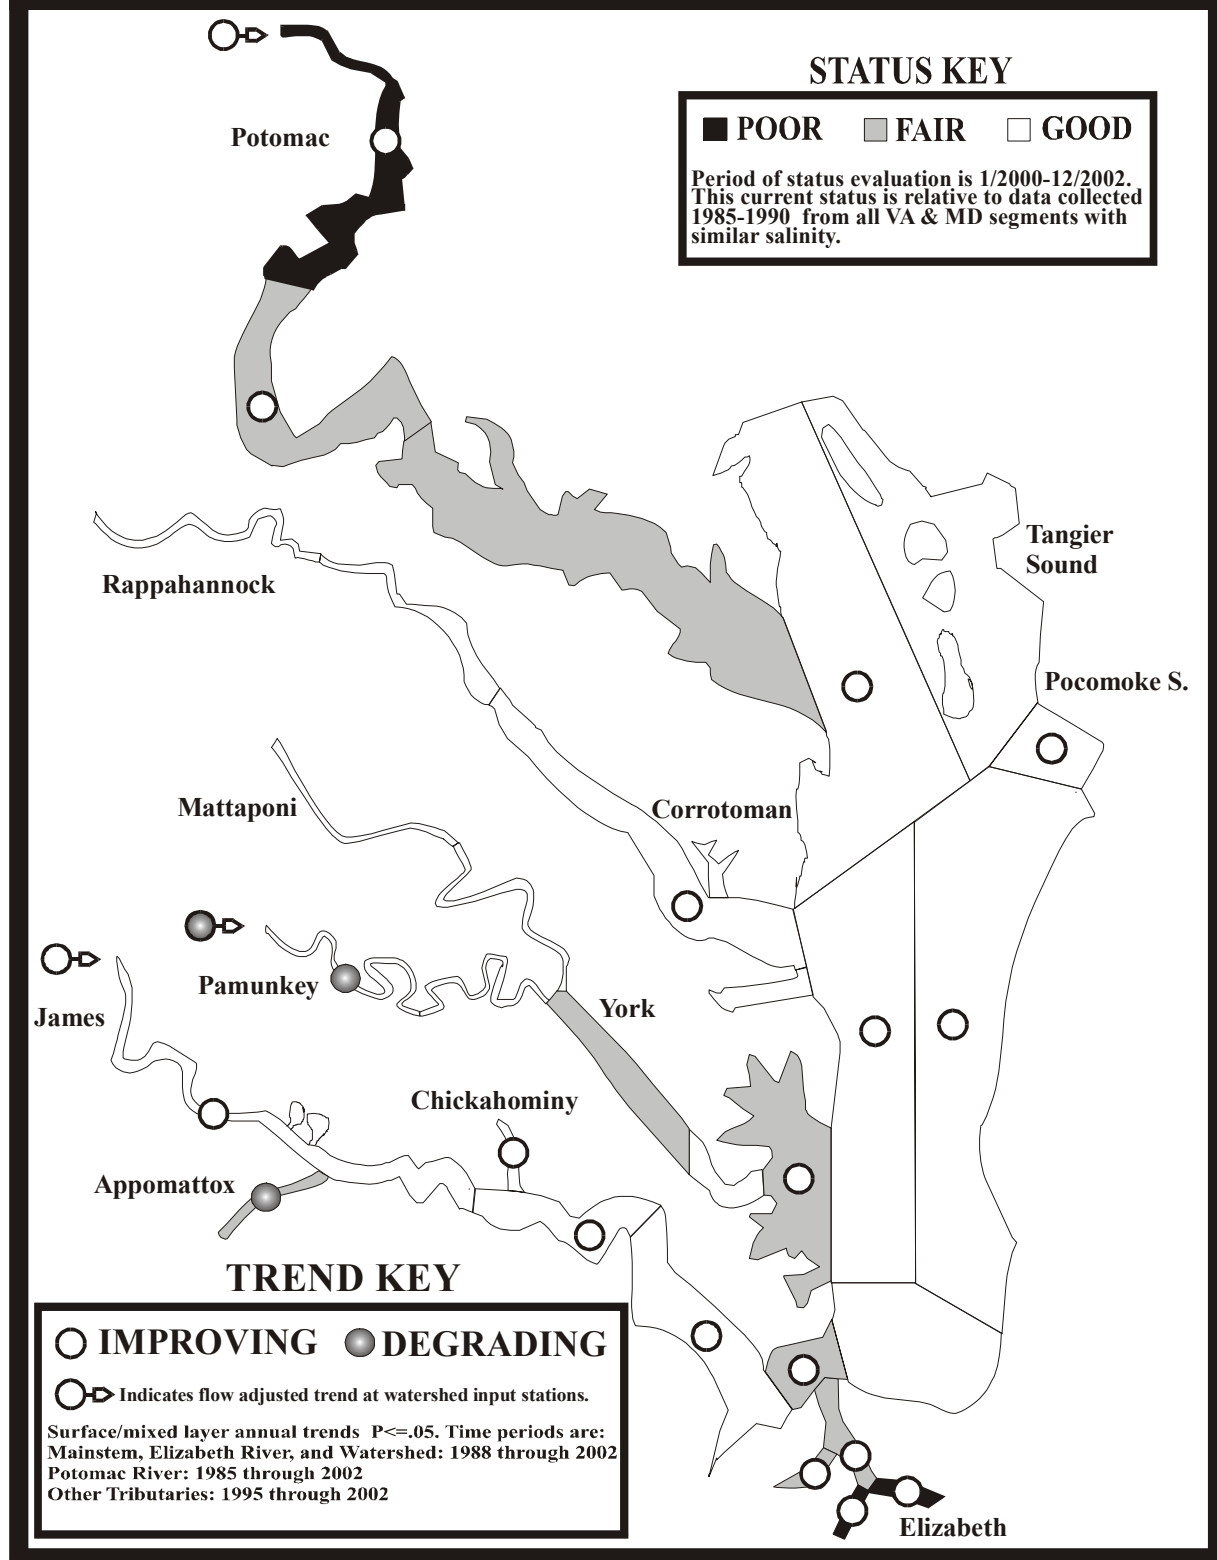 STATUS KEY
POOR FAIR GOOD
Period of status evaluation is 1/2000-12/2002.
This current status is relative to data collected
1985-1990 from all VA & MD segments with
similar salinity.
Potomac
Tangier
Sound
Rappahannock
Pocomoke S.
Mattaponi
Corrotoman
Pamunkey
York
James
Chickahominy
Appomattox
TREND KEY
IMPROVING DEGRADING
Indicates flow adjusted trend at watershed input stations.
Surface/mixed layer annual trends P<=.05. Time periods are:
Mainstem, Elizabeth River, and Watershed: 1988 through 2002
Potomac River: 1985 through 2002
Other Tributaries: 1995 through 2002
Elizabeth